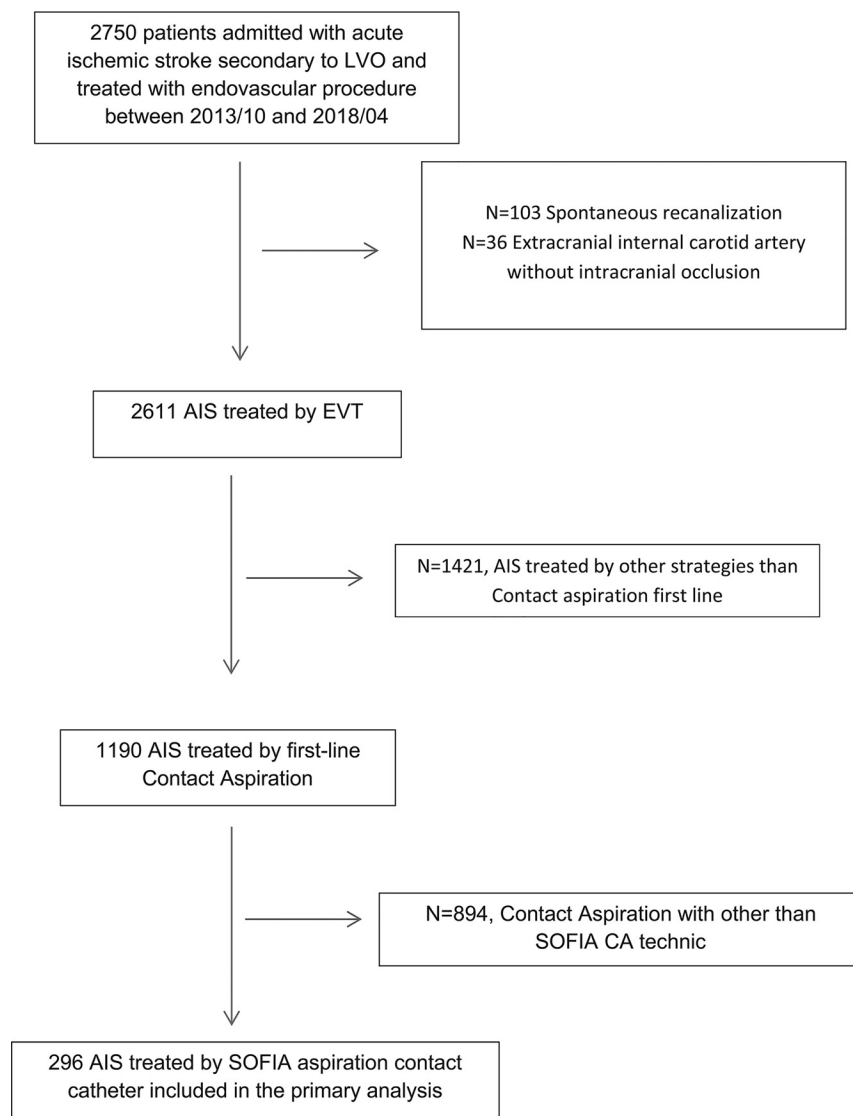 2750 patients admitted with acute
ischemic stroke secondary to LVO and
treated with endovascular procedure
between 2013/10 and 2018/04
N=103 Spontaneous recanalization
N=36 Extracranial internal carotid artery
without intracranial occlusion
2611 AIS treated by EVT
N=1421, AIS treated by other strategies than
Contact aspiration first line
1190 AIS treated by first-line
Contact Aspiration
N=894, Contact Aspiration with other than
SOFIA CA technic
296 AIS treated by SOFIA aspiration contact
catheter included in the primary analysis